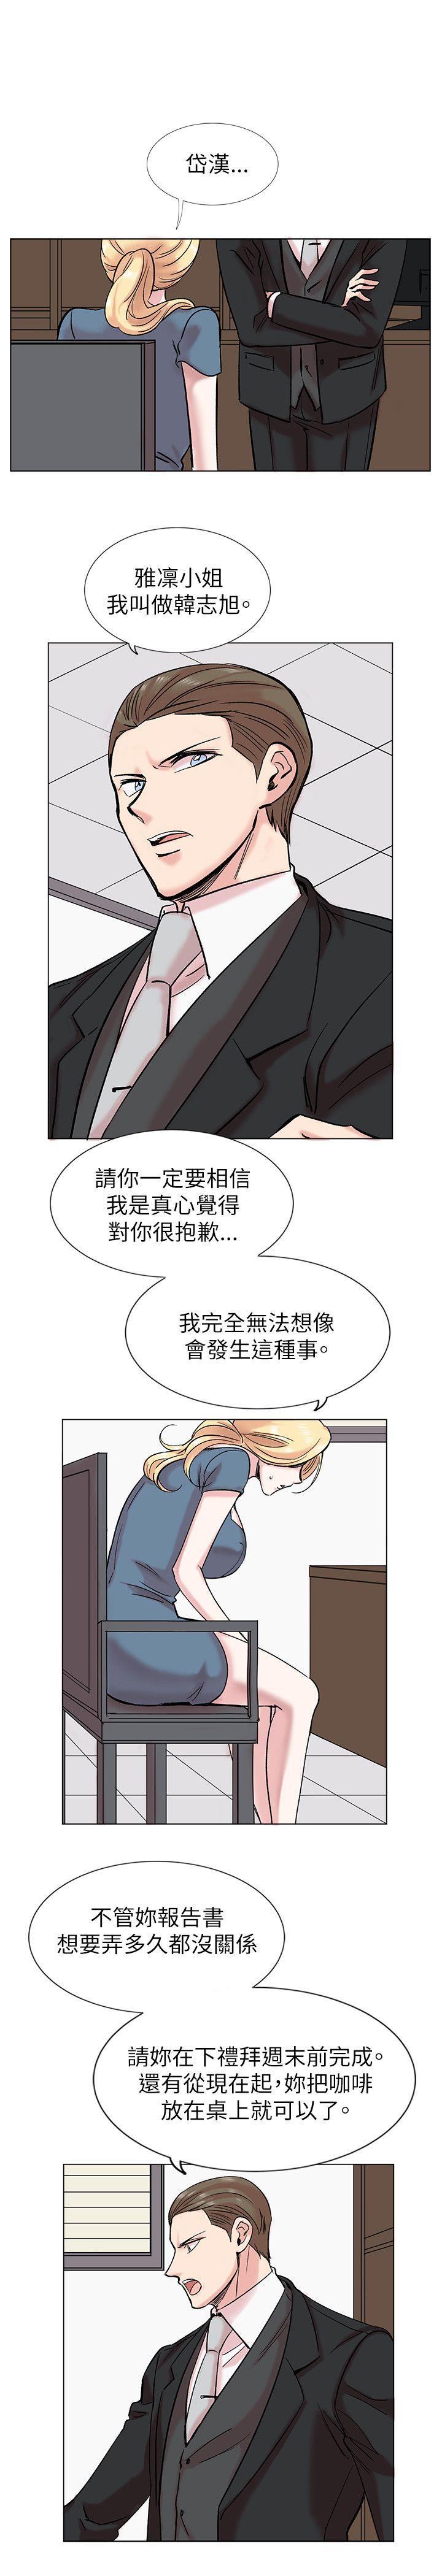 岱漢...
雅凜小姐
我叫做韓志旭。
請你一定要相信
我是真心覺得
對你很抱歉...
我完全無法想像
會發生這種事。
不管妳報告書
想要弄多久都沒關係
請妳在下禮拜週末前完成。
還有從現在起,妳把咖啡
放在桌上就可以了。